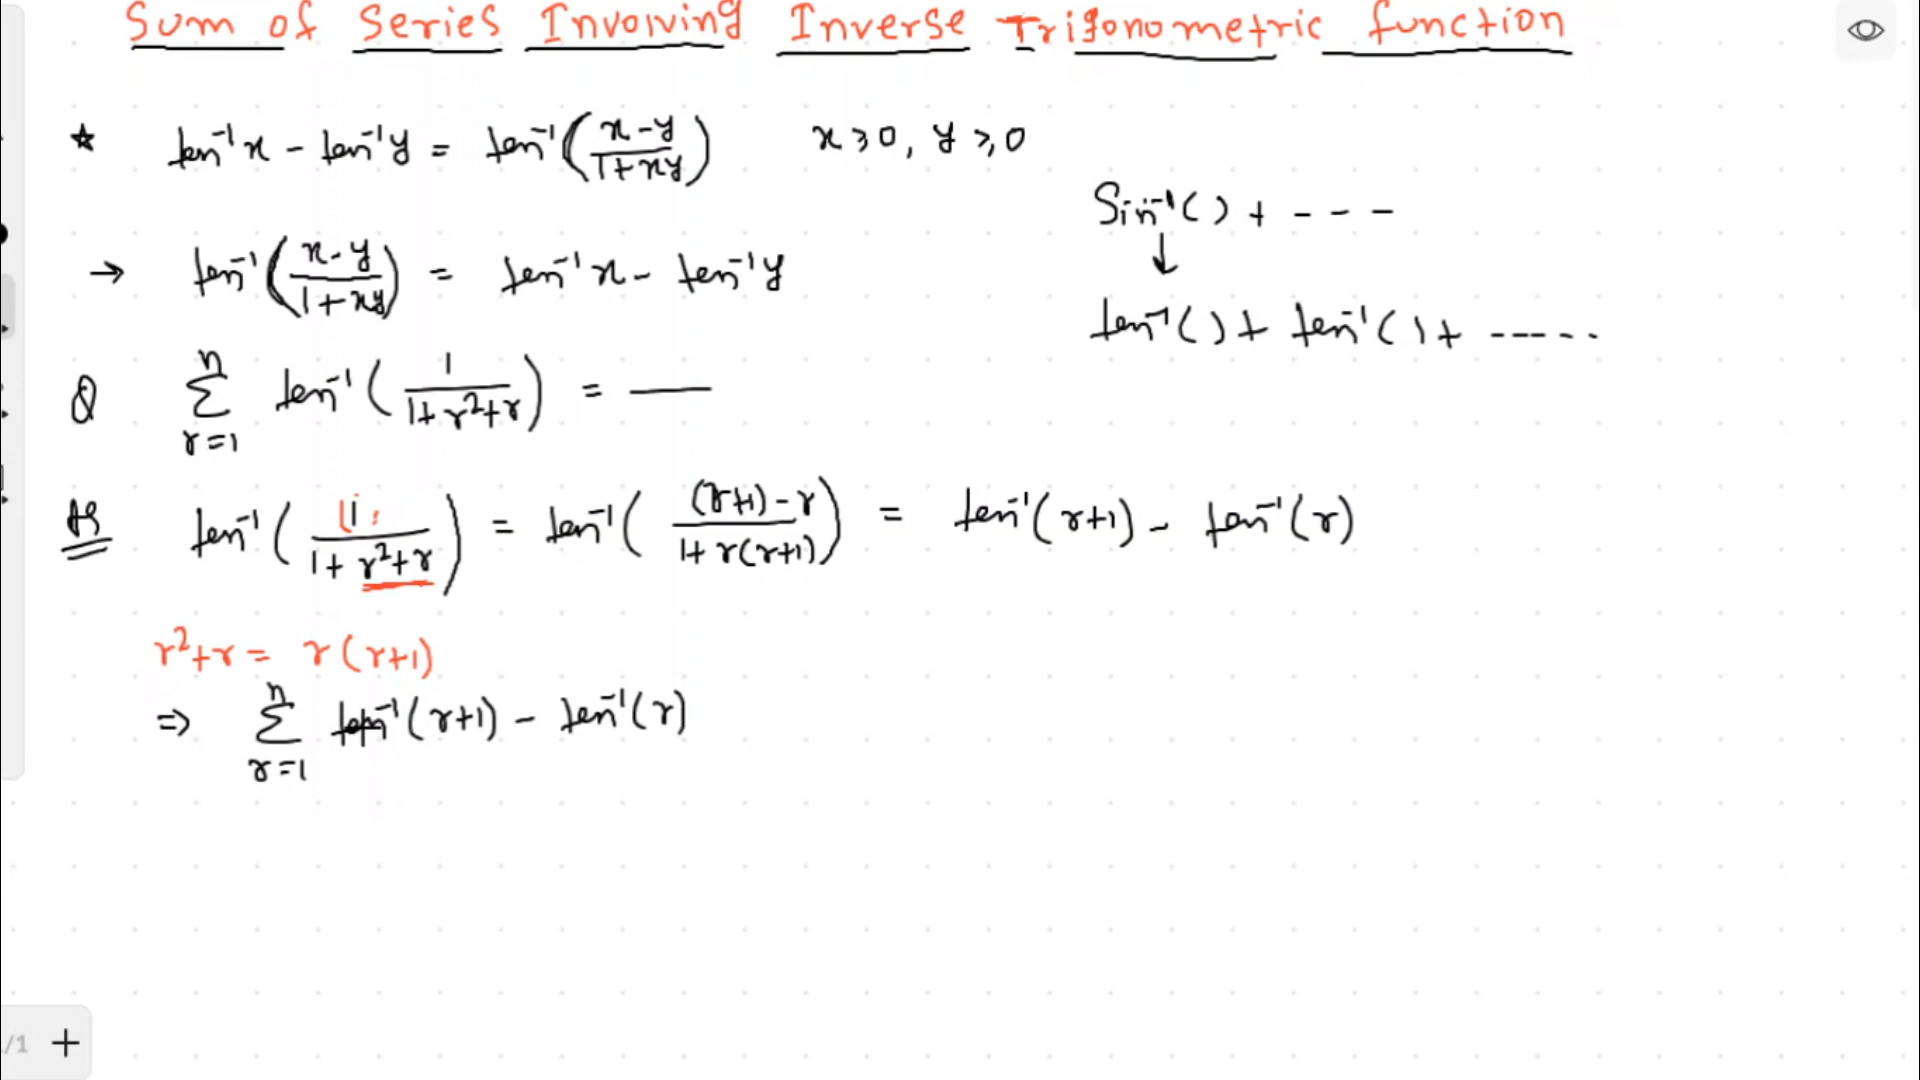 Sum of Series Involving Inverse Trigonometric function
★ tan⁻¹x - tan⁻¹y = tan⁻¹((x-y)/(1+xy)) x ≥ 0, y ≥ 0
Sin⁻¹( ) + - - -
↓
→ tan⁻¹((x-y)/(1+xy)) = tan⁻¹x - tan⁻¹y
tan⁻¹( ) + tan⁻¹( ) + -----..
Q ∑_{r=1}^{n} tan⁻¹(1/(1+r²+r)) = ——
tan⁻¹(1/(1+r²+r)) = tan⁻¹(((r+1)-r)/(1+r(r+1))) = tan⁻¹(r+1) - tan⁻¹(r)
r²+r = r(r+1)
⇒ ∑_{r=1}^{n} tan⁻¹(r+1) - tan⁻¹(r)
/1 +